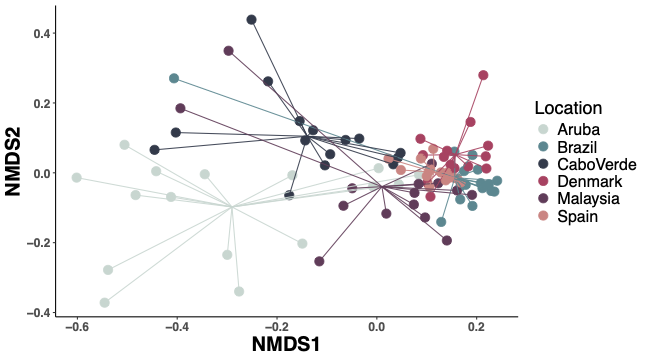 0.4
0.2
0.0
−0.2
−0.4
NMDS2
−0.6
−0.4
−0.2
0.0
0.2
NMDS1
Location
Aruba
Brazil
CaboVerde
Denmark
Malaysia
Spain